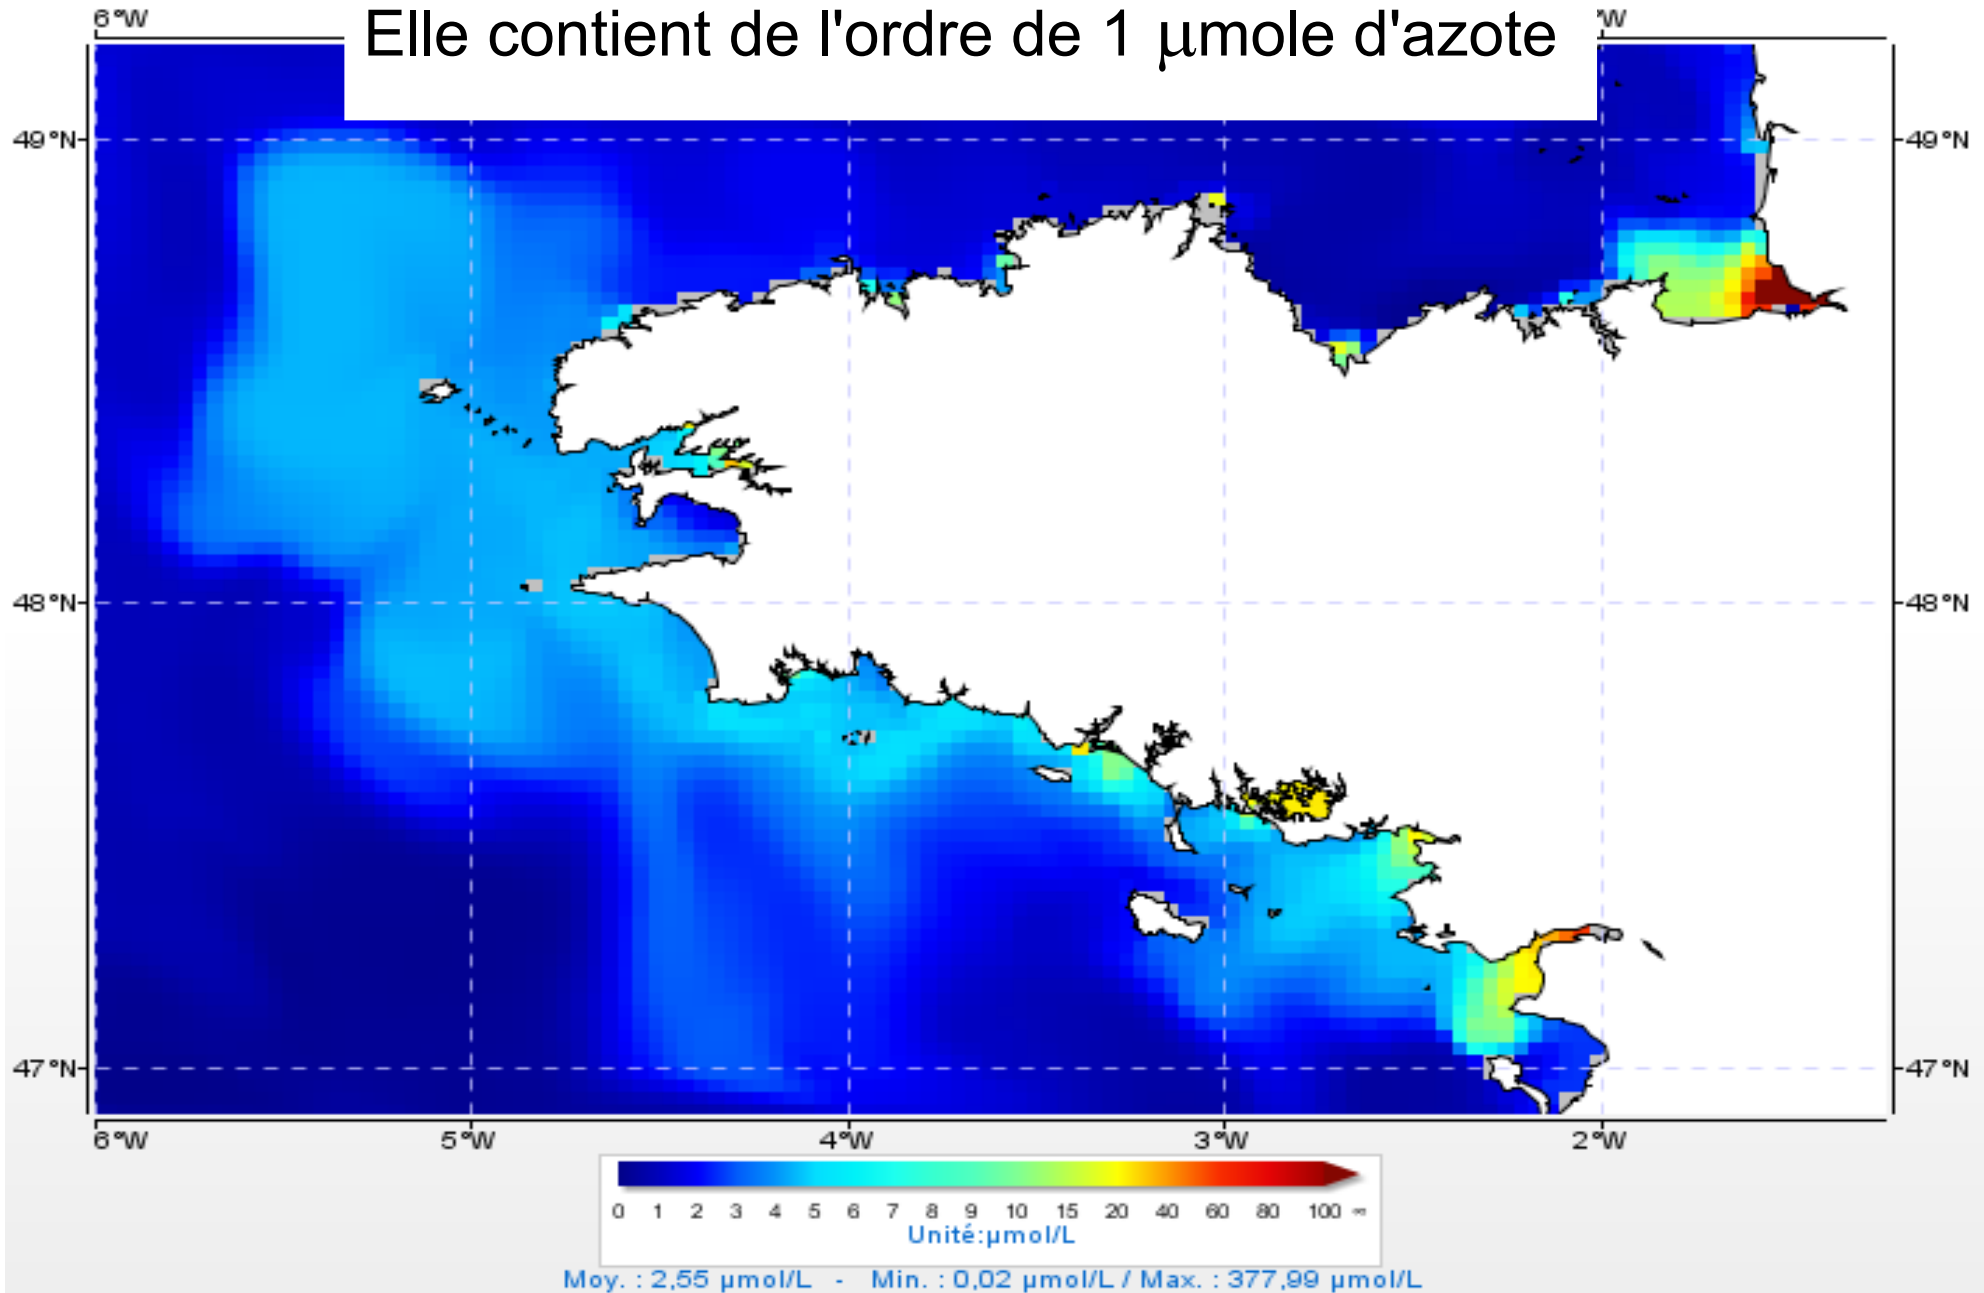 Elle contient de l'ordre de 1 µmole d'azote
6°W °W
49°N 49°N
48°N 48°N
47°N 47°N
6°W 5°W 4°W 3°W 2°W
0 1 2 3 4 5 6 7 8 9 10 15 20 40 60 80 100 ∞
Unité:µmol/L
Moy. : 2,55 µmol/L - Min. : 0,02 µmol/L / Max. : 377,99 µmol/L